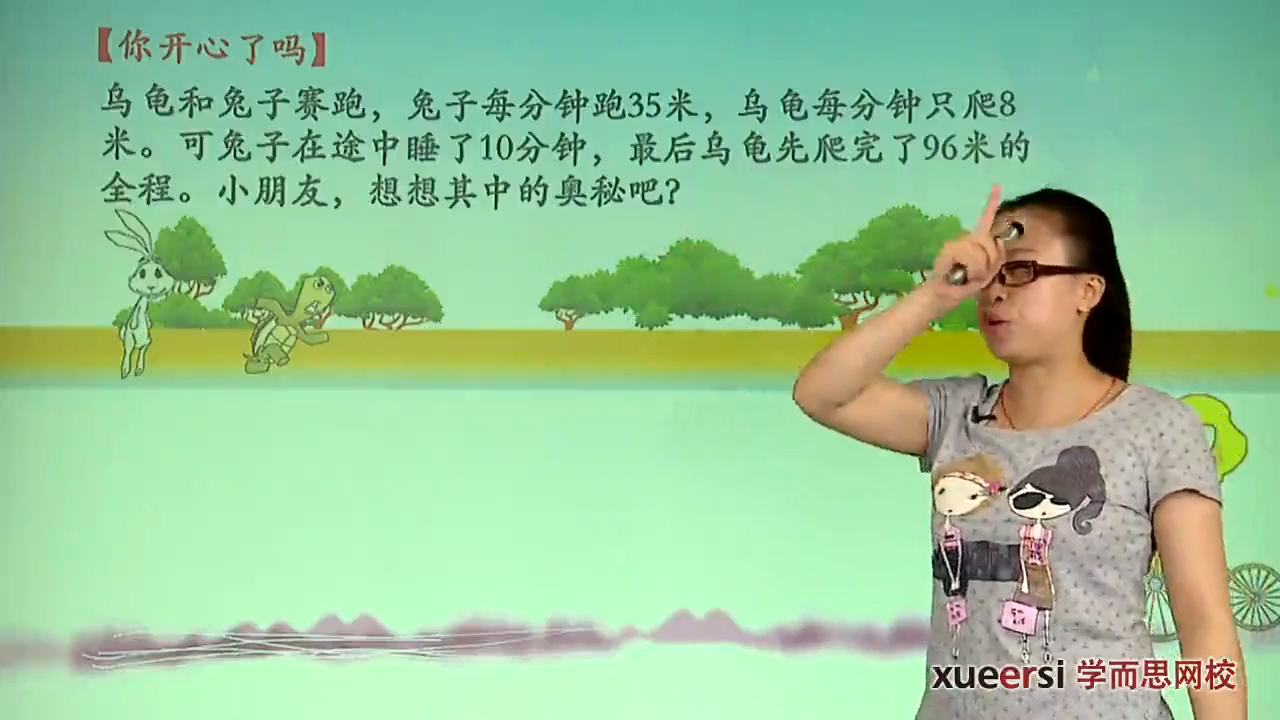 【你开心了吗】
乌龟和兔子赛跑，兔子每分钟跑35米，乌龟每分钟只爬8
米。可兔子在途中睡了10分钟，最后乌龟先爬完了96米的
全程。小朋友，想想其中的奥秘吧？
xueersi 学而思网校